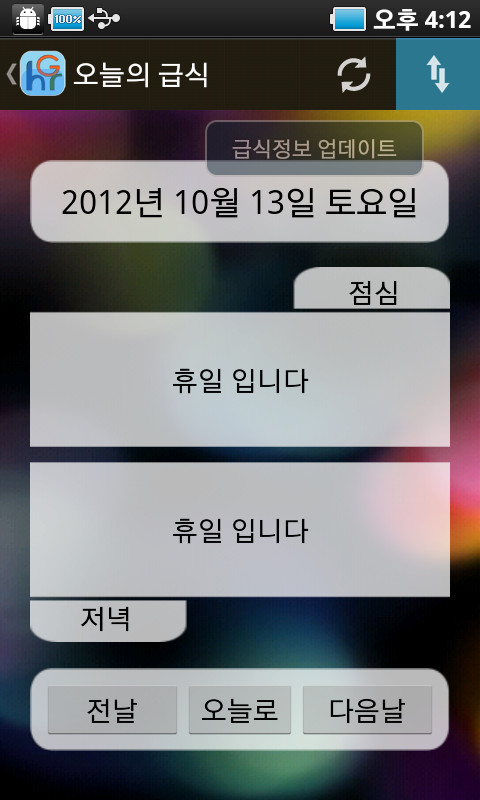 100%
오후 4:12
Ghr
오늘의 급식
급식정보 업데이트
2012년 10월 13일 토요일
점심
휴일 입니다
휴일 입니다
저녁
전날
오늘로
다음날